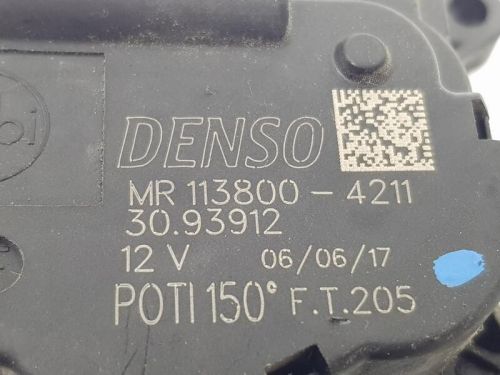 DENSO
MR 113800-4211
30.93912
12 V 06/06/17
POTI 150° F.T.205